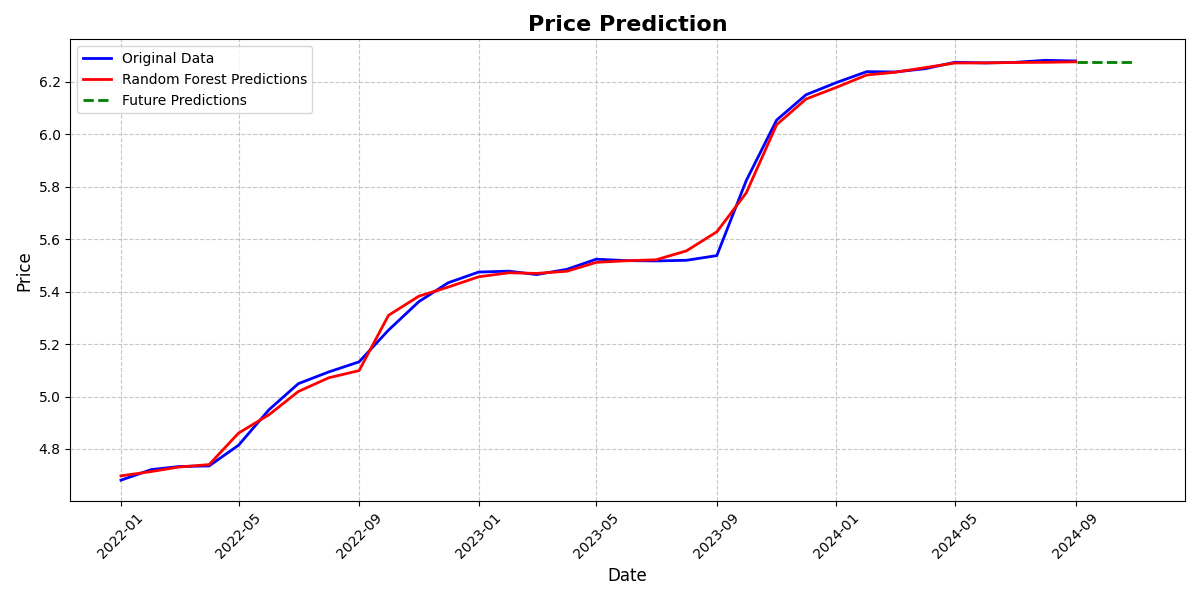 Price Prediction
Original Data
Random Forest Predictions
Future Predictions
Price
6.2
6.0
5.8
5.6
5.4
5.2
5.0
4.8
2022-01
2022-05
2022-09
2023-01
2023-05
2023-09
2024-01
2024-05
2024-09
Date